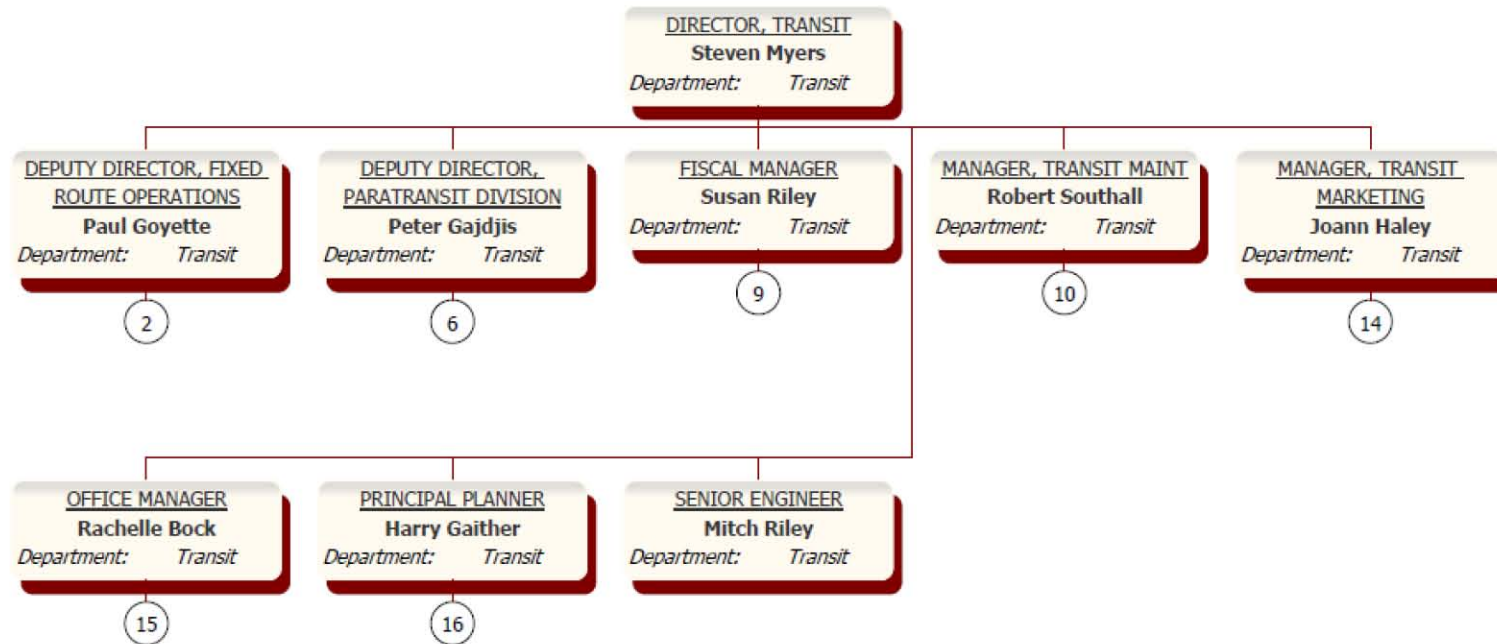 DIRECTOR, TRANSIT
Steven Myers
Department: Transit
DEPUTY DIRECTOR, FIXED
ROUTE OPERATIONS
Paul Goyette
Department: Transit
2
DEPUTY DIRECTOR,
PARATRANSIT DIVISION
Peter Gajdjis
Department: Transit
6
FISCAL MANAGER
Susan Riley
Department: Transit
9
MANAGER, TRANSIT MAINT
Robert Southall
Department: Transit
10
MANAGER, TRANSIT
MARKETING
Joann Haley
Department: Transit
14
OFFICE MANAGER
Rachelle Bock
Department: Transit
15
PRINCIPAL PLANNER
Harry Gaither
Department: Transit
16
SENIOR ENGINEER
Mitch Riley
Department: Transit